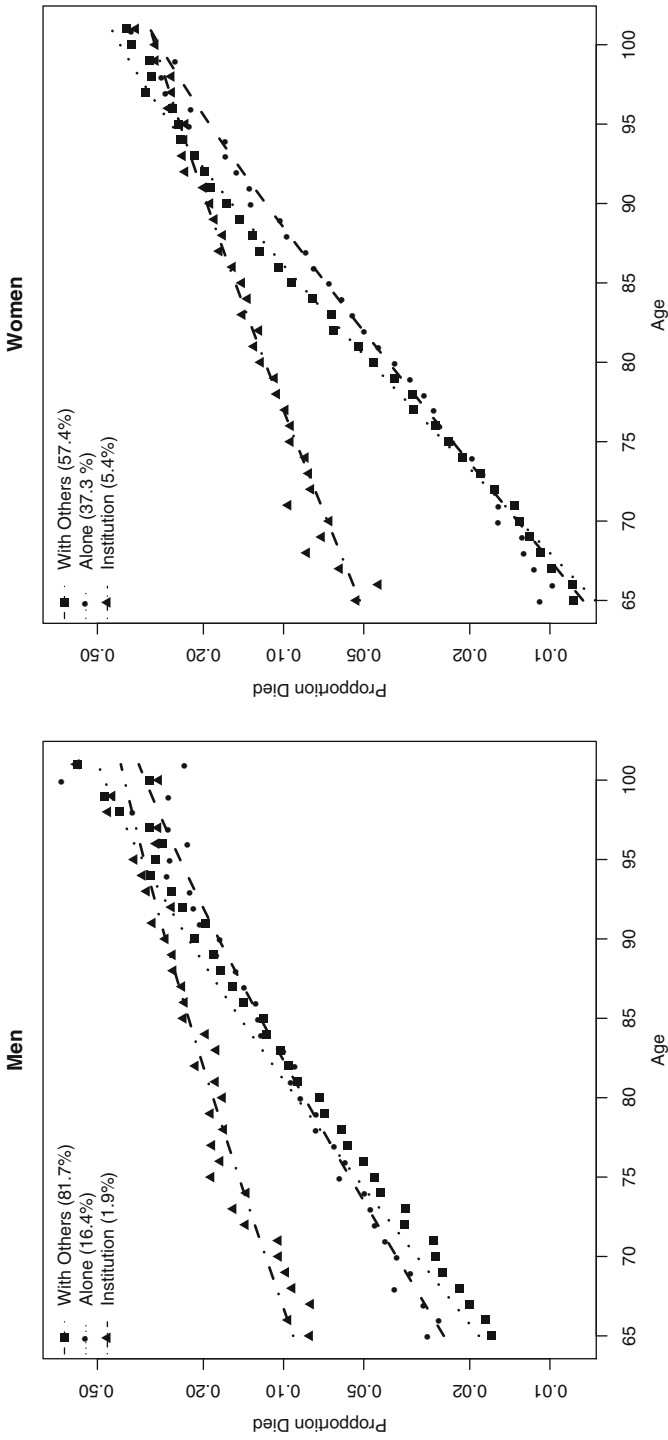 Men
With Others (81.7%)
Alone (16.4%)
Institution (1.9%)
Proportion Died
0.50
0.20
0.10
0.05
0.02
0.01
65
70
75
80
85
90
95
100
Age
Women
With Others (57.4%)
Alone (37.3 %)
Institution (5.4%)
Proportion Died
0.50
0.20
0.10
0.05
0.02
0.01
65
70
75
80
85
90
95
100
Age